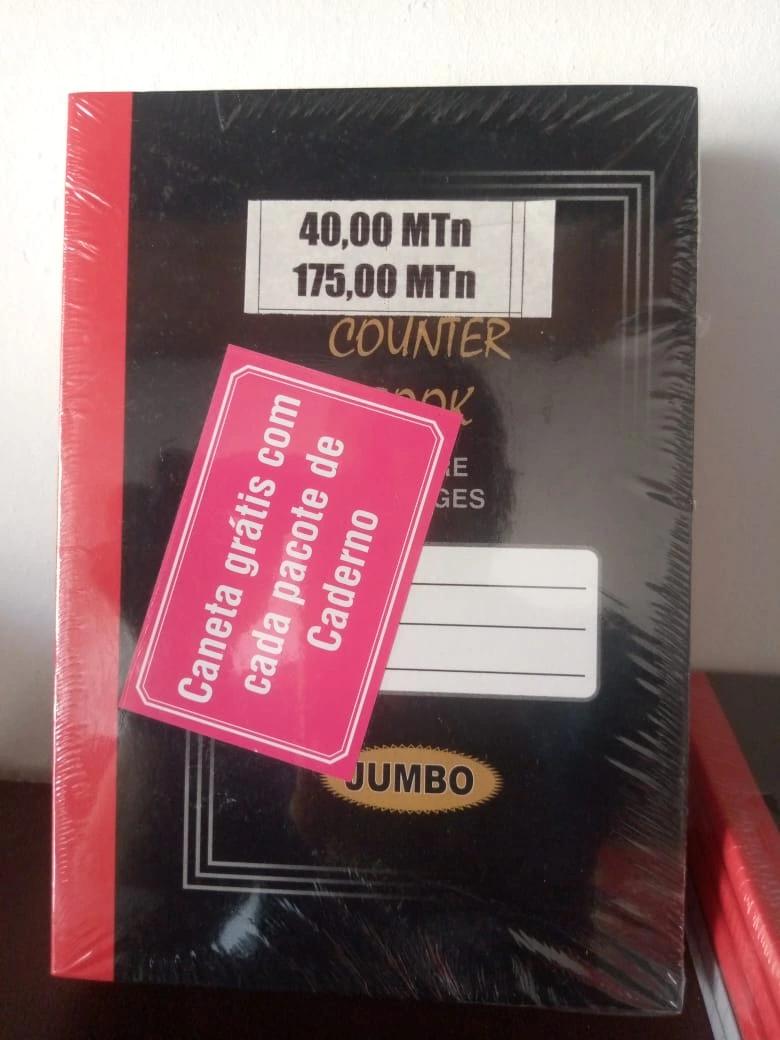 40,00 MTn
175,00 MTn
COUNTER
Caneta grátis com
cada pacote de
Caderno
JUMBO